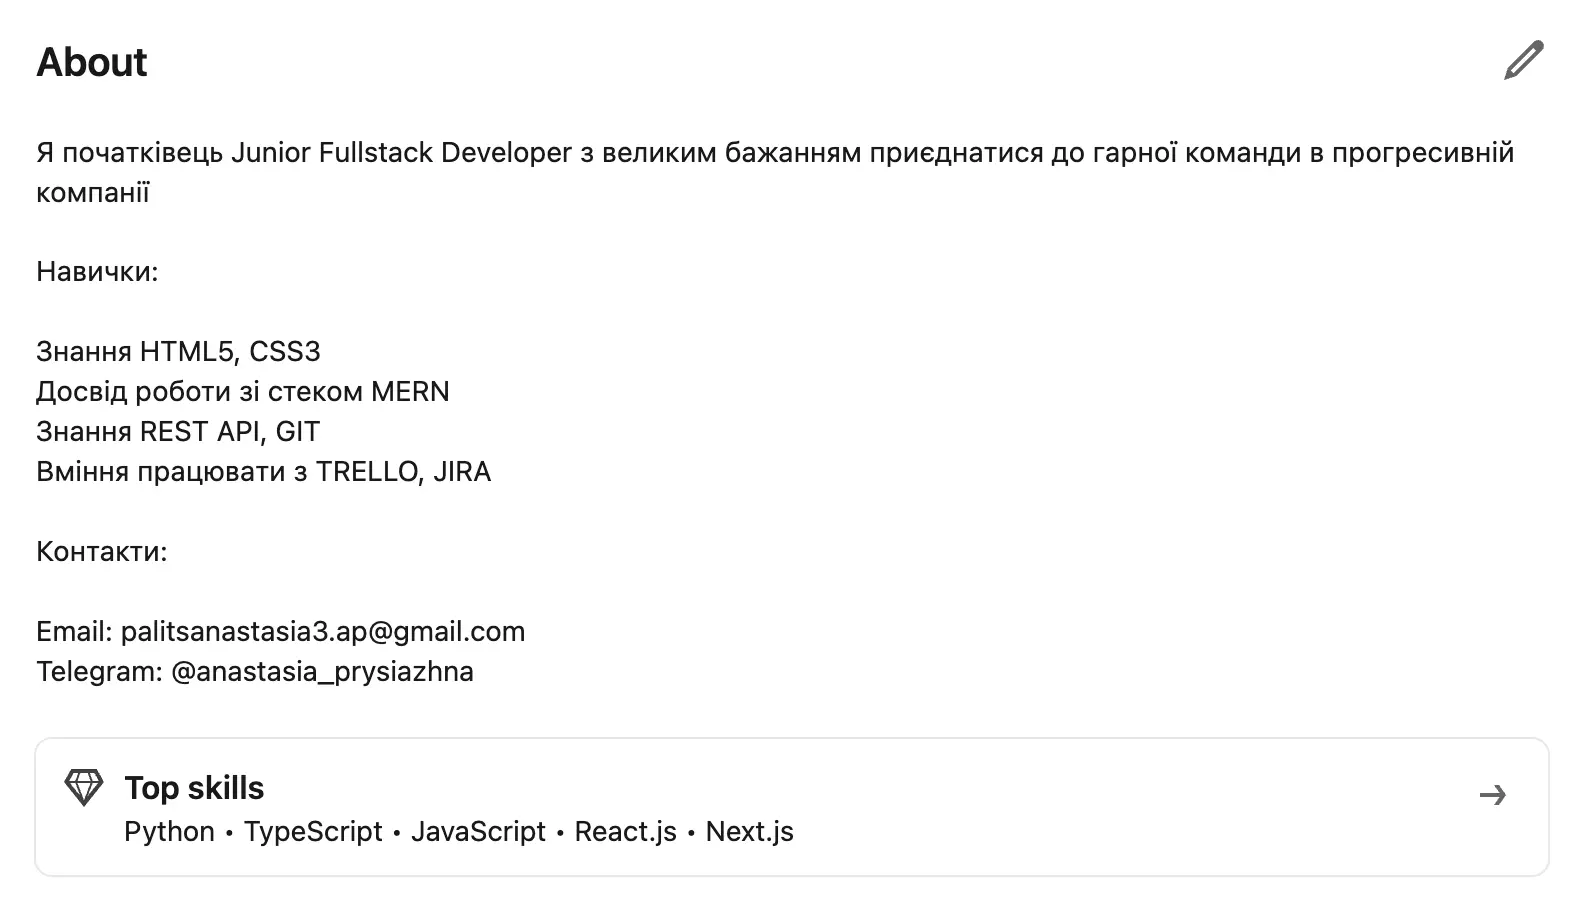 About
Я початківець Junior Fullstack Developer з великим бажанням приєднатися до гарної команди в прогресивній
компанії
Навички:
Знання HTML5, CSS3
Досвід роботи зі стеком MERN
Знання REST API, GIT
Вміння працювати з TRELLO, JIRA
Контакти:
Email: palitsanastasia3.ap@gmail.com
Telegram: @anastasia_prysiazhna
Top skills
Python • TypeScript • JavaScript • React.js • Next.js